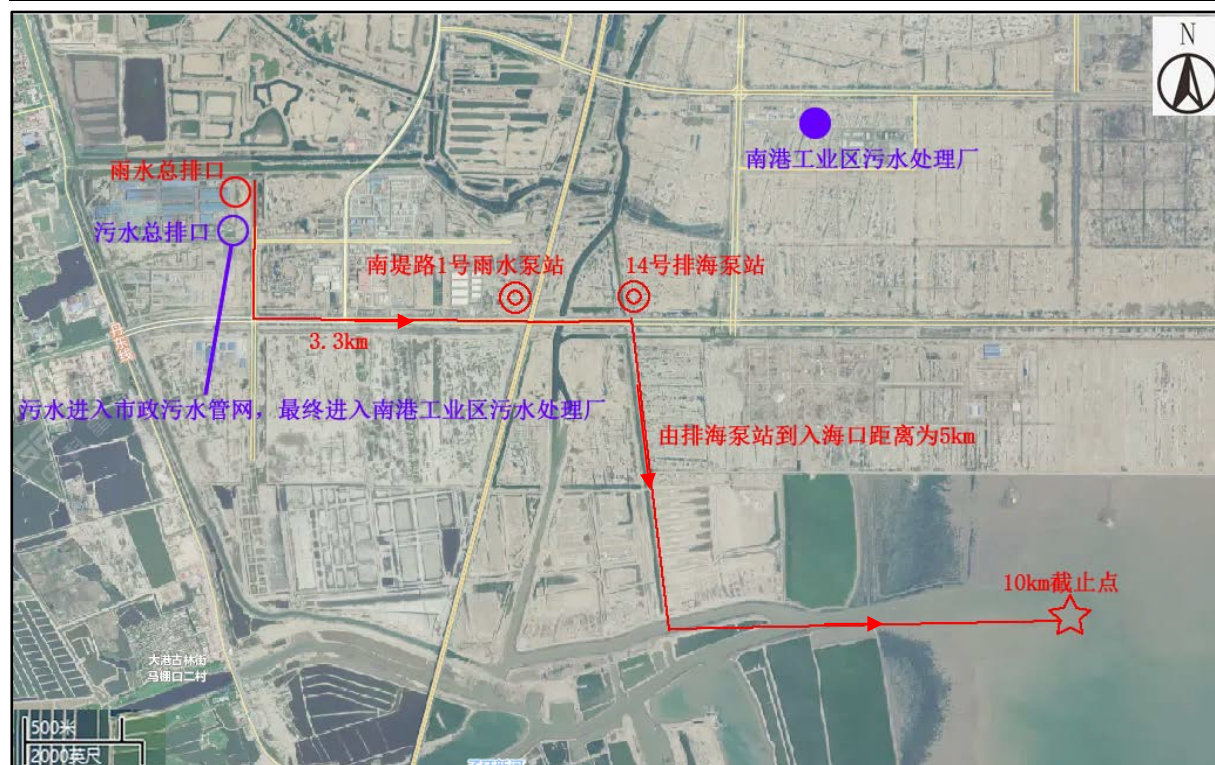 N
南港工业区污水处理厂
雨水总排口
污水总排口
南堤路1号雨水泵站
14号排海泵站
3.3km
丹东线
污水进入市政污水管网，最终进入南港工业区污水处理厂
由排海泵站到入海口距离为5km
10km截止点
大港古林街
马棚口二村
500米
2000英尺